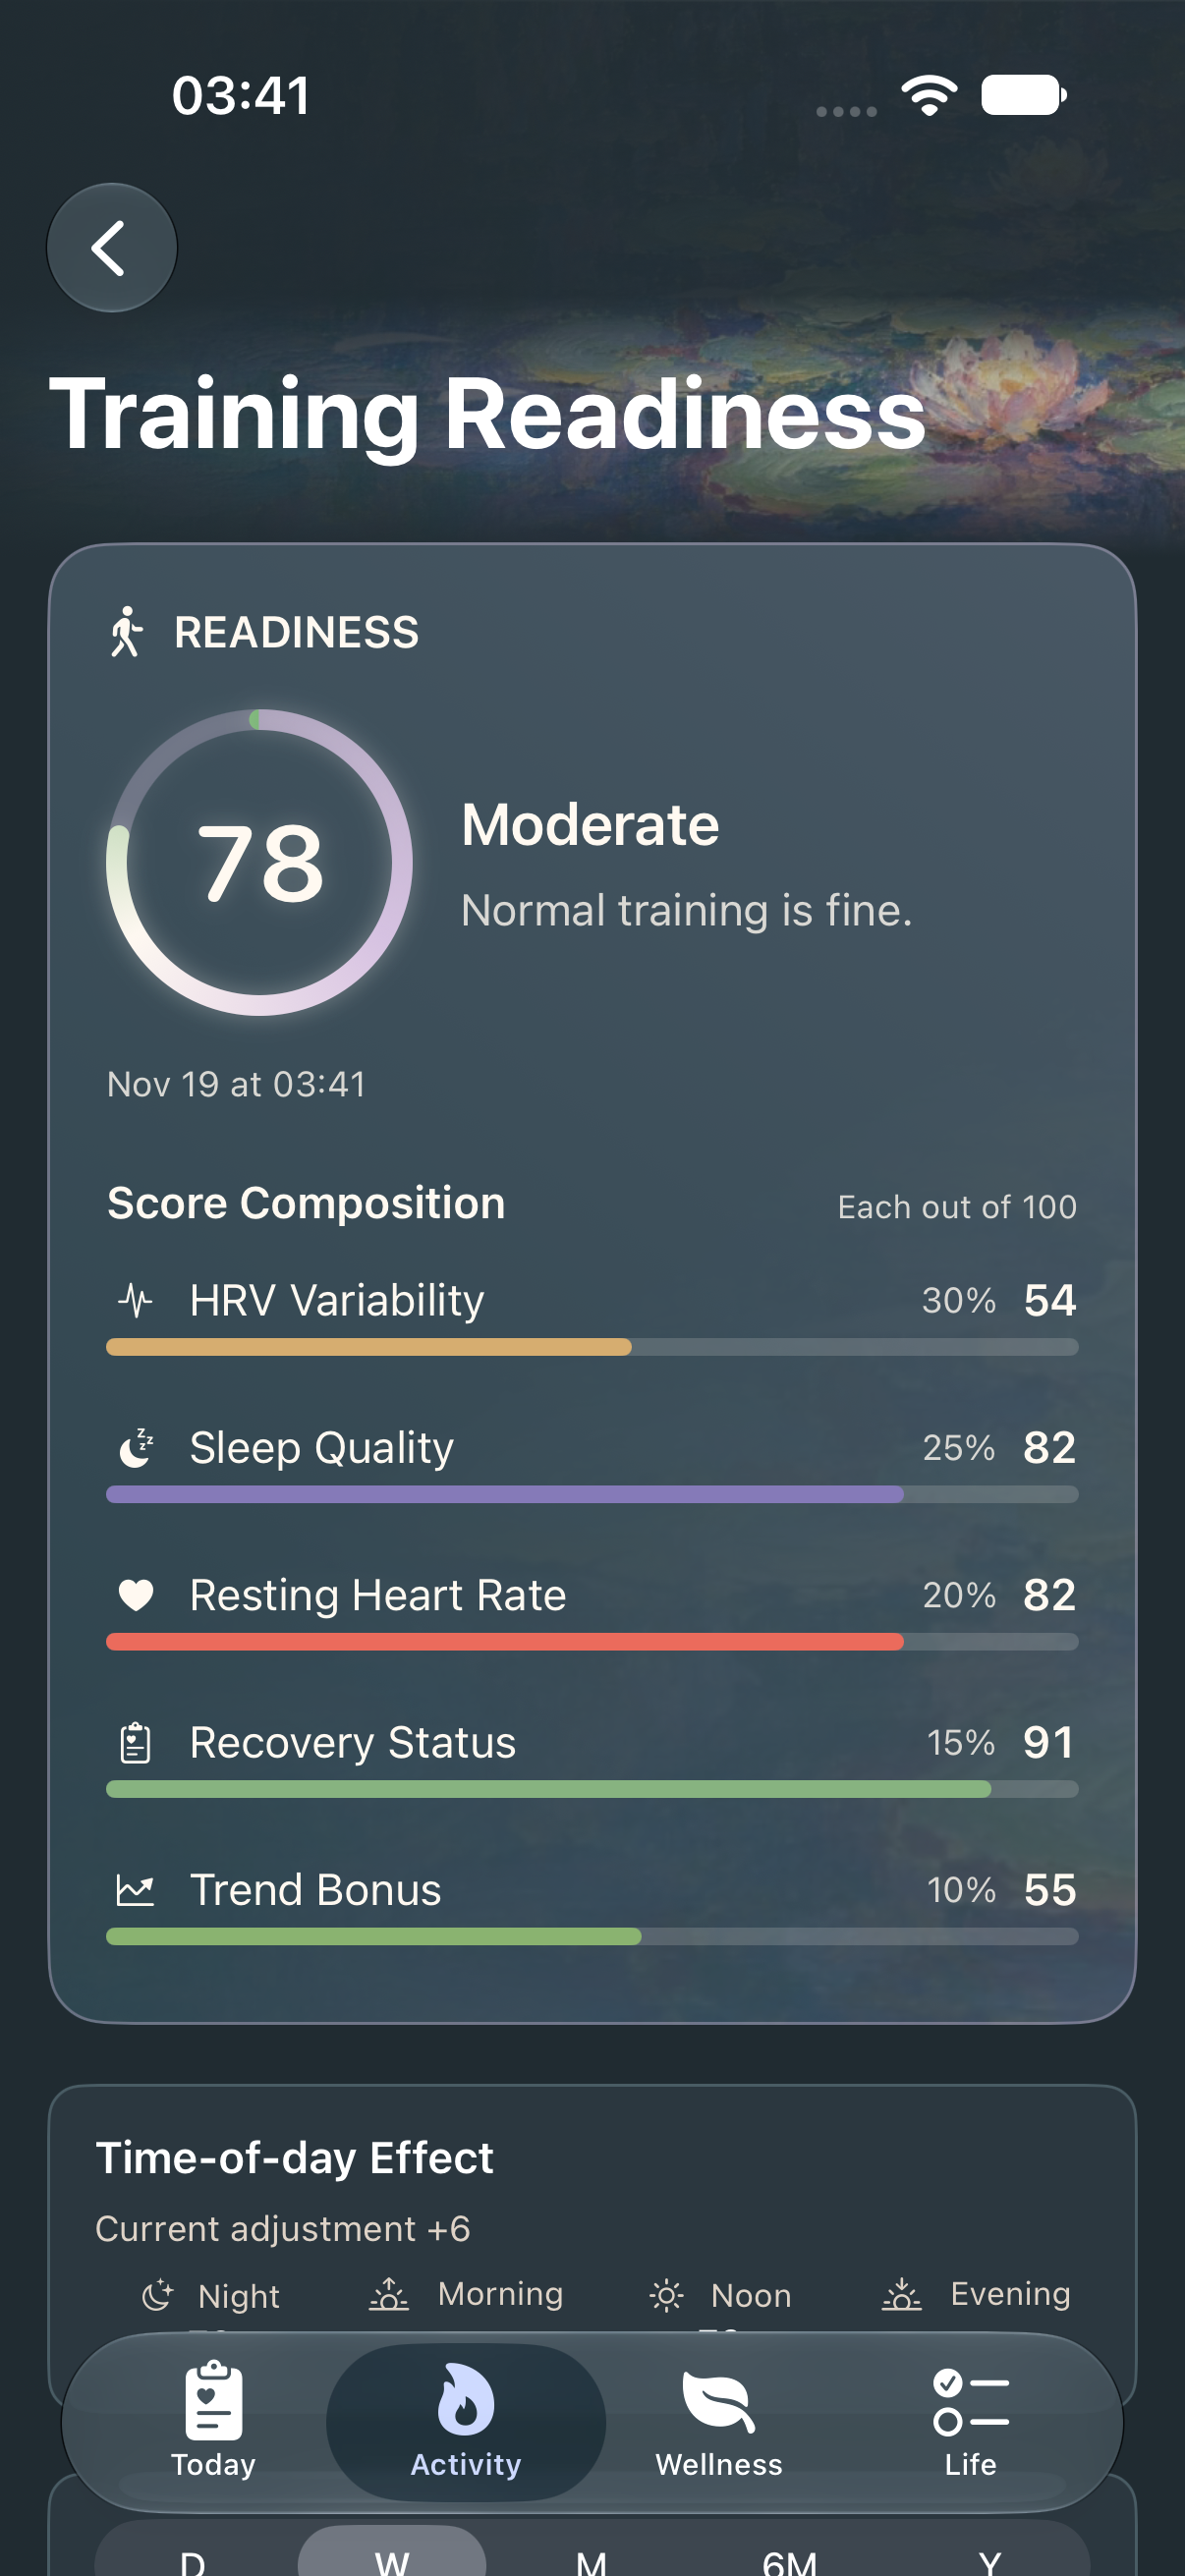 03:41
Training Readiness
READINESS
78
Moderate
Normal training is fine.
Nov 19 at 03:41
Score Composition
Each out of 100
HRV Variability 30% 54
Sleep Quality 25% 82
Resting Heart Rate 20% 82
Recovery Status 15% 91
Trend Bonus 10% 55
Time-of-day Effect
Current adjustment +6
Night Morning Noon Evening
Today Activity Wellness Life
D W M 6M Y